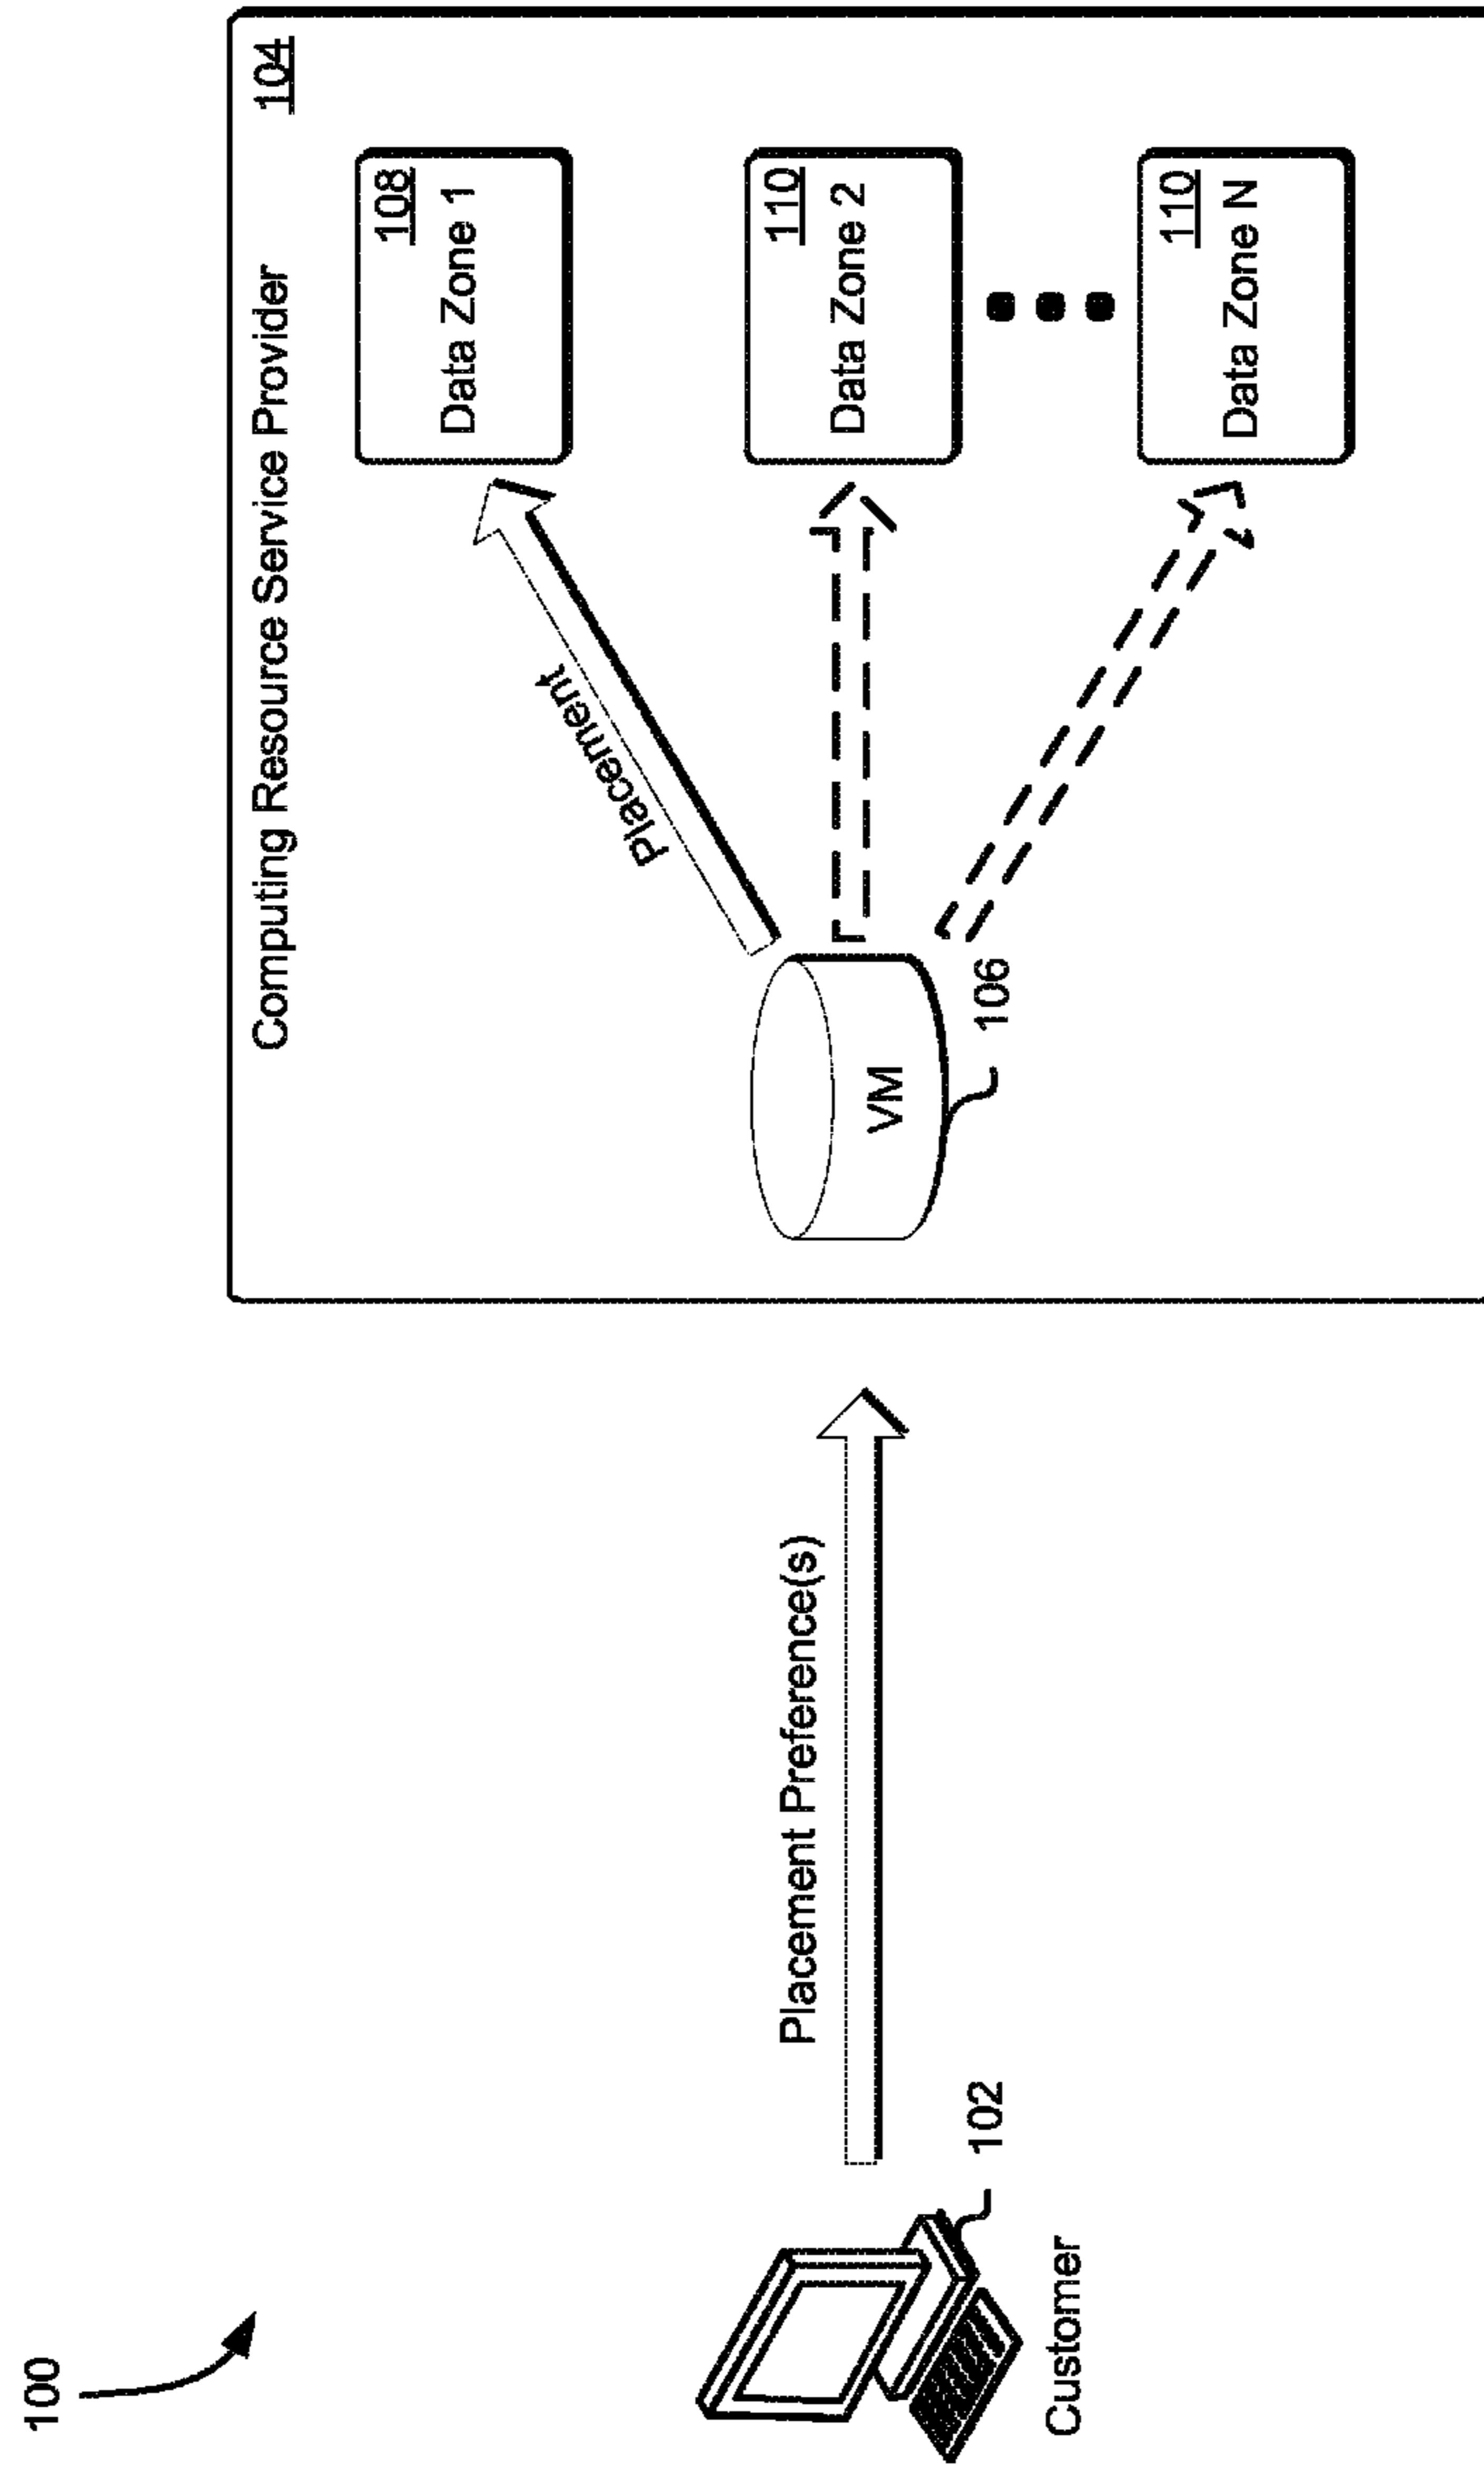 100
Computing Resource Service Provider
104
108
Data Zone 1
Placement
Placement Preference(s)
110
Data Zone 2
VM
106
102
Customer
110
Data Zone N